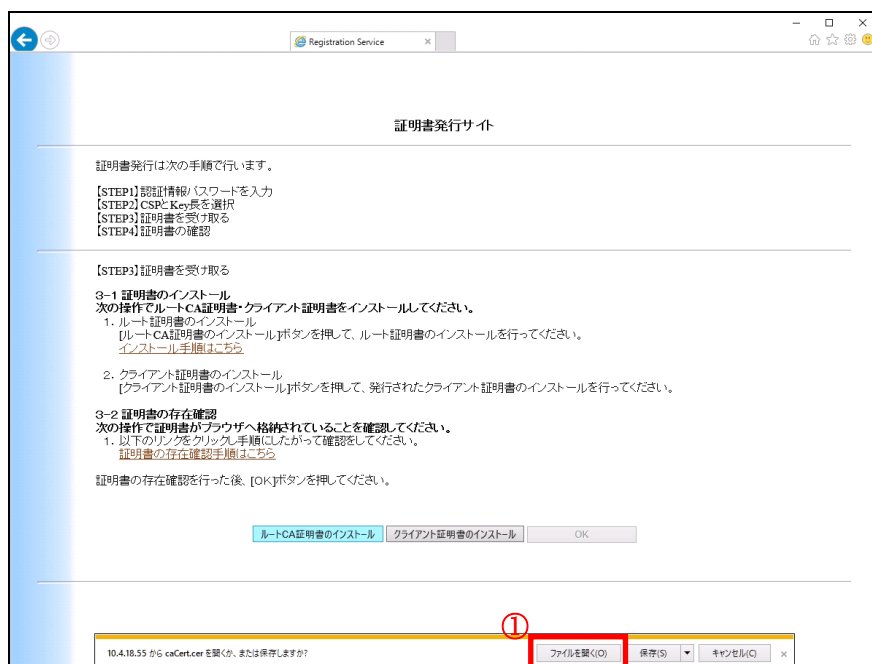 Registration Service
証明書発行サイト
証明書発行は次の手順で行います。
【STEP1】認証情報パスワードを入力
【STEP2】CSPとKey長を選択
【STEP3】証明書を受け取る
【STEP4】証明書の確認
【STEP3】証明書を受け取る
3-1 証明書のインストール
次の操作でルートCA証明書・クライアント証明書をインストールしてください。
1. ルート証明書のインストール
[ルートCA証明書のインストール]ボタンを押して、ルート証明書のインストールを行ってください。
インストール手順はこちら
2. クライアント証明書のインストール
[クライアント証明書のインストール]ボタンを押して、発行されたクライアント証明書のインストールを行ってください。
3-2 証明書の存在確認
次の操作で証明書がブラウザへ格納されていることを確認してください。
1. 以下のリンクをクリックし手順にしたがって確認をしてください。
証明書の存在確認手順はこちら
証明書の存在確認を行った後、[OK]ボタンを押してください。
ルートCA証明書のインストール クライアント証明書のインストール OK
①
10.4.18.55 から caCert.cer を開くか、または保存しますか? ファイルを開く(O) 保存(S) キャンセル(C)